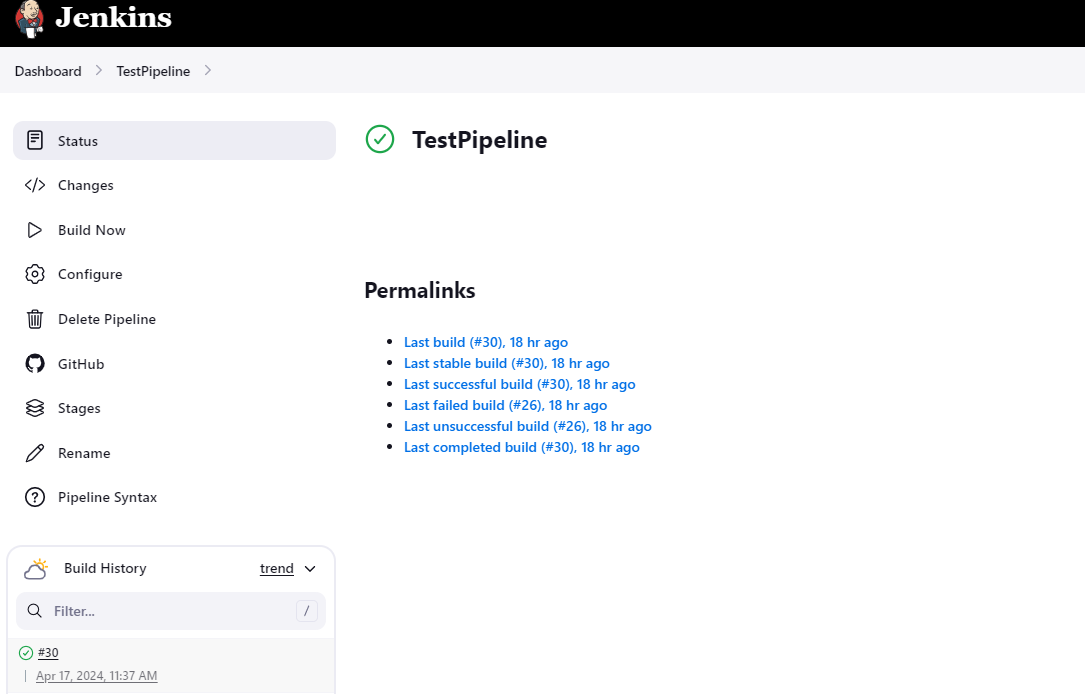 Jenkins
Dashboard > TestPipeline >
Status
Changes
Build Now
Configure
Delete Pipeline
GitHub
Stages
Rename
Pipeline Syntax
Build History trend
Filter... /
#30
Apr 17, 2024, 11:37 AM
TestPipeline
Permalinks
• Last build (#30), 18 hr ago
• Last stable build (#30), 18 hr ago
• Last successful build (#30), 18 hr ago
• Last failed build (#26), 18 hr ago
• Last unsuccessful build (#26), 18 hr ago
• Last completed build (#30), 18 hr ago